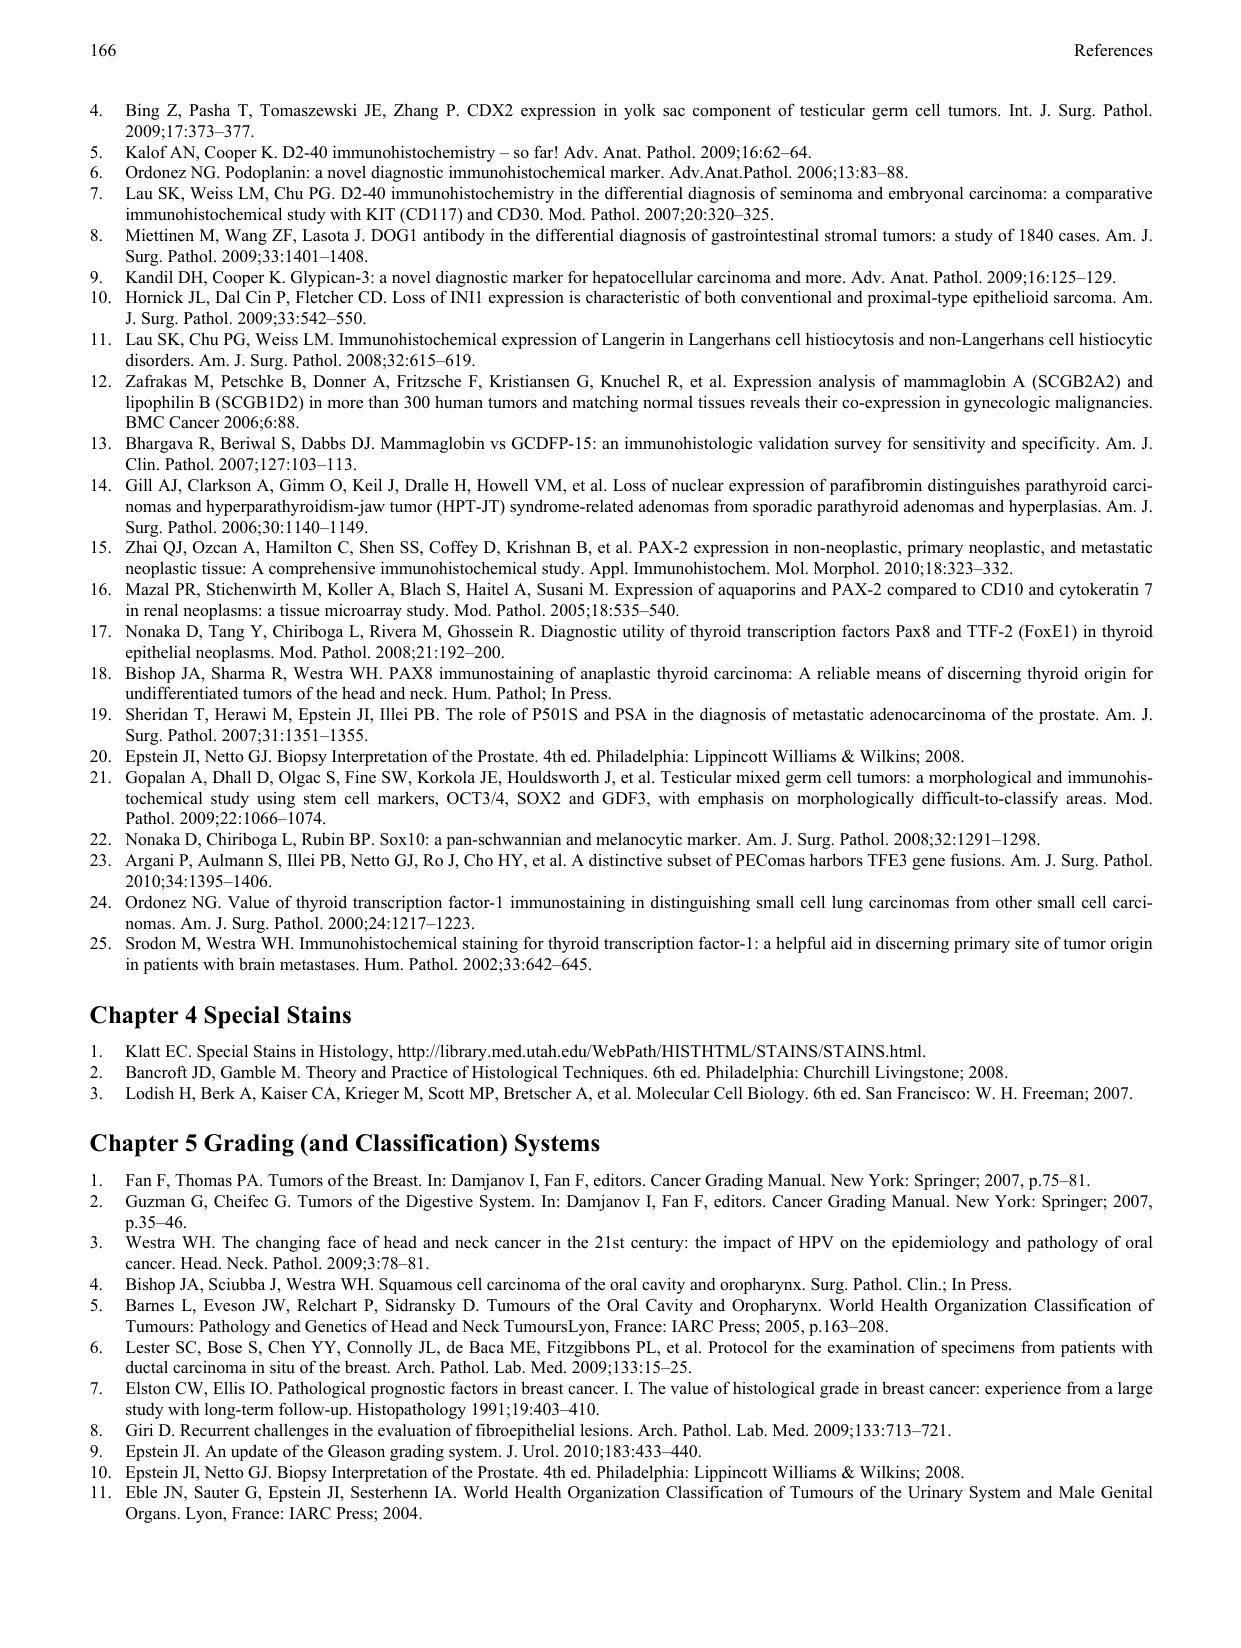 166
References
4. Bing Z, Pasha T, Tomaszewski JE, Zhang P. CDX2 expression in yolk sac component of testicular germ cell tumors. Int. J. Surg. Pathol.
2009;17:373–377.
5. Kalof AN, Cooper K. D2-40 immunohistochemistry – so far! Adv. Anat. Pathol. 2009;16:62–64.
6. Ordonez NG. Podoplanin: a novel diagnostic immunohistochemical marker. Adv.Anat.Pathol. 2006;13:83–88.
7. Lau SK, Weiss LM, Chu PG. D2-40 immunohistochemistry in the differential diagnosis of seminoma and embryonal carcinoma: a comparative
immunohistochemical study with KIT (CD117) and CD30. Mod. Pathol. 2007;20:320–325.
8. Miettinen M, Wang ZF, Lasota J. DOG1 antibody in the differential diagnosis of gastrointestinal stromal tumors: a study of 1840 cases. Am. J.
Surg. Pathol. 2009;33:1401–1408.
9. Kandil DH, Cooper K. Glypican-3: a novel diagnostic marker for hepatocellular carcinoma and more. Adv. Anat. Pathol. 2009;16:125–129.
10. Hornick JL, Dal Cin P, Fletcher CD. Loss of INI1 expression is characteristic of both conventional and proximal-type epithelioid sarcoma. Am.
J. Surg. Pathol. 2009;33:542–550.
11. Lau SK, Chu PG, Weiss LM. Immunohistochemical expression of Langerin in Langerhans cell histiocytosis and non-Langerhans cell histiocytic
disorders. Am. J. Surg. Pathol. 2008;32:615–619.
12. Zafrakas M, Petschke B, Donner A, Fritzsche F, Kristiansen G, Knuchel R, et al. Expression analysis of mammaglobin A (SCGB2A2) and
lipophilin B (SCGB1D2) in more than 300 human tumors and matching normal tissues reveals their co-expression in gynecologic malignancies.
BMC Cancer 2006;6:88.
13. Bhargava R, Beriwal S, Dabbs DJ. Mammaglobin vs GCDFP-15: an immunohistologic validation survey for sensitivity and specificity. Am. J.
Clin. Pathol. 2007;127:103–113.
14. Gill AJ, Clarkson A, Gimm O, Keil J, Dralle H, Howell VM, et al. Loss of nuclear expression of parafibromin distinguishes parathyroid carci-
nomas and hyperparathyroidism-jaw tumor (HPT-JT) syndrome-related adenomas from sporadic parathyroid adenomas and hyperplasias. Am. J.
Surg. Pathol. 2006;30:1140–1149.
15. Zhai QJ, Ozcan A, Hamilton C, Shen SS, Coffey D, Krishnan B, et al. PAX-2 expression in non-neoplastic, primary neoplastic, and metastatic
neoplastic tissue: A comprehensive immunohistochemical study. Appl. Immunohistochem. Mol. Morphol. 2010;18:323–332.
16. Mazal PR, Stichenwirth M, Koller A, Blach S, Haitel A, Susani M. Expression of aquaporins and PAX-2 compared to CD10 and cytokeratin 7
in renal neoplasms: a tissue microarray study. Mod. Pathol. 2005;18:535–540.
17. Nonaka D, Tang Y, Chiriboga L, Rivera M, Ghossein R. Diagnostic utility of thyroid transcription factors Pax8 and TTF-2 (FoxE1) in thyroid
epithelial neoplasms. Mod. Pathol. 2008;21:192–200.
18. Bishop JA, Sharma R, Westra WH. PAX8 immunostaining of anaplastic thyroid carcinoma: A reliable means of discerning thyroid origin for
undifferentiated tumors of the head and neck. Hum. Pathol; In Press.
19. Sheridan T, Herawi M, Epstein JI, Illei PB. The role of P501S and PSA in the diagnosis of metastatic adenocarcinoma of the prostate. Am. J.
Surg. Pathol. 2007;31:1351–1355.
20. Epstein JI, Netto GJ. Biopsy Interpretation of the Prostate. 4th ed. Philadelphia: Lippincott Williams & Wilkins; 2008.
21. Gopalan A, Dhall D, Olgac S, Fine SW, Korkola JE, Houldsworth J, et al. Testicular mixed germ cell tumors: a morphological and immunohis-
tochemical study using stem cell markers, OCT3/4, SOX2 and GDF3, with emphasis on morphologically difficult-to-classify areas. Mod.
Pathol. 2009;22:1066–1074.
22. Nonaka D, Chiriboga L, Rubin BP. Sox10: a pan-schwannian and melanocytic marker. Am. J. Surg. Pathol. 2008;32:1291–1298.
23. Argani P, Aulmann S, Illei PB, Netto GJ, Ro J, Cho HY, et al. A distinctive subset of PEComas harbors TFE3 gene fusions. Am. J. Surg. Pathol.
2010;34:1395–1406.
24. Ordonez NG. Value of thyroid transcription factor-1 immunostaining in distinguishing small cell lung carcinomas from other small cell carci-
nomas. Am. J. Surg. Pathol. 2000;24:1217–1223.
25. Srodon M, Westra WH. Immunohistochemical staining for thyroid transcription factor-1: a helpful aid in discerning primary site of tumor origin
in patients with brain metastases. Hum. Pathol. 2002;33:642–645.
Chapter 4 Special Stains
1. Klatt EC. Special Stains in Histology, http://library.med.utah.edu/WebPath/HISTHTML/STAINS/STAINS.html.
2. Bancroft JD, Gamble M. Theory and Practice of Histological Techniques. 6th ed. Philadelphia: Churchill Livingstone; 2008.
3. Lodish H, Berk A, Kaiser CA, Krieger M, Scott MP, Bretscher A, et al. Molecular Cell Biology. 6th ed. San Francisco: W. H. Freeman; 2007.
Chapter 5 Grading (and Classification) Systems
1. Fan F, Thomas PA. Tumors of the Breast. In: Damjanov I, Fan F, editors. Cancer Grading Manual. New York: Springer; 2007, p.75–81.
2. Guzman G, Cheifec G. Tumors of the Digestive System. In: Damjanov I, Fan F, editors. Cancer Grading Manual. New York: Springer; 2007,
p.35–46.
3. Westra WH. The changing face of head and neck cancer in the 21st century: the impact of HPV on the epidemiology and pathology of oral
cancer. Head. Neck. Pathol. 2009;3:78–81.
4. Bishop JA, Sciubba J, Westra WH. Squamous cell carcinoma of the oral cavity and oropharynx. Surg. Pathol. Clin.; In Press.
5. Barnes L, Eveson JW, Relchart P, Sidransky D. Tumours of the Oral Cavity and Oropharynx. World Health Organization Classification of
Tumours: Pathology and Genetics of Head and Neck TumoursLyon, France: IARC Press; 2005, p.163–208.
6. Lester SC, Bose S, Chen YY, Connolly JL, de Baca ME, Fitzgibbons PL, et al. Protocol for the examination of specimens from patients with
ductal carcinoma in situ of the breast. Arch. Pathol. Lab. Med. 2009;133:15–25.
7. Elston CW, Ellis IO. Pathological prognostic factors in breast cancer. I. The value of histological grade in breast cancer: experience from a large
study with long-term follow-up. Histopathology 1991;19:403–410.
8. Giri D. Recurrent challenges in the evaluation of fibroepithelial lesions. Arch. Pathol. Lab. Med. 2009;133:713–721.
9. Epstein JI. An update of the Gleason grading system. J. Urol. 2010;183:433–440.
10. Epstein JI, Netto GJ. Biopsy Interpretation of the Prostate. 4th ed. Philadelphia: Lippincott Williams & Wilkins; 2008.
11. Eble JN, Sauter G, Epstein JI, Sesterhenn IA. World Health Organization Classification of Tumours of the Urinary System and Male Genital
Organs. Lyon, France: IARC Press; 2004.